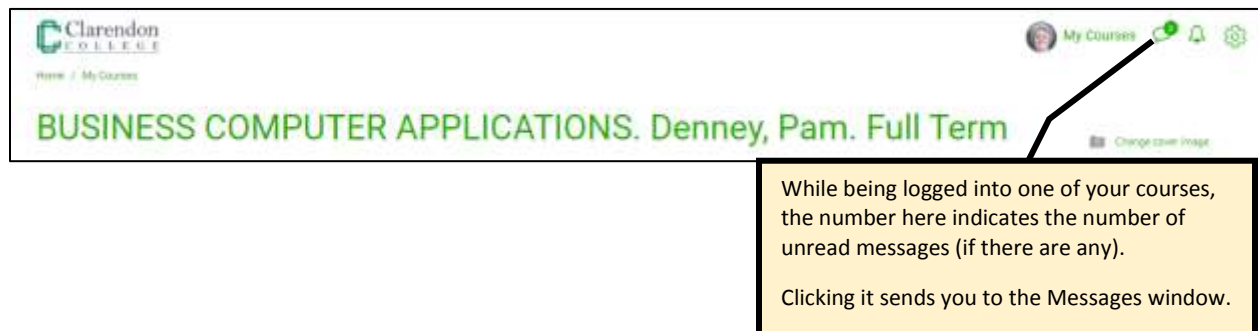 Clarendon
COLLEGE
My Courses
Home / My Courses
BUSINESS COMPUTER APPLICATIONS. Denney, Pam. Full Term
Change cover image
While being logged into one of your courses,
the number here indicates the number of
unread messages (if there are any).
Clicking it sends you to the Messages window.